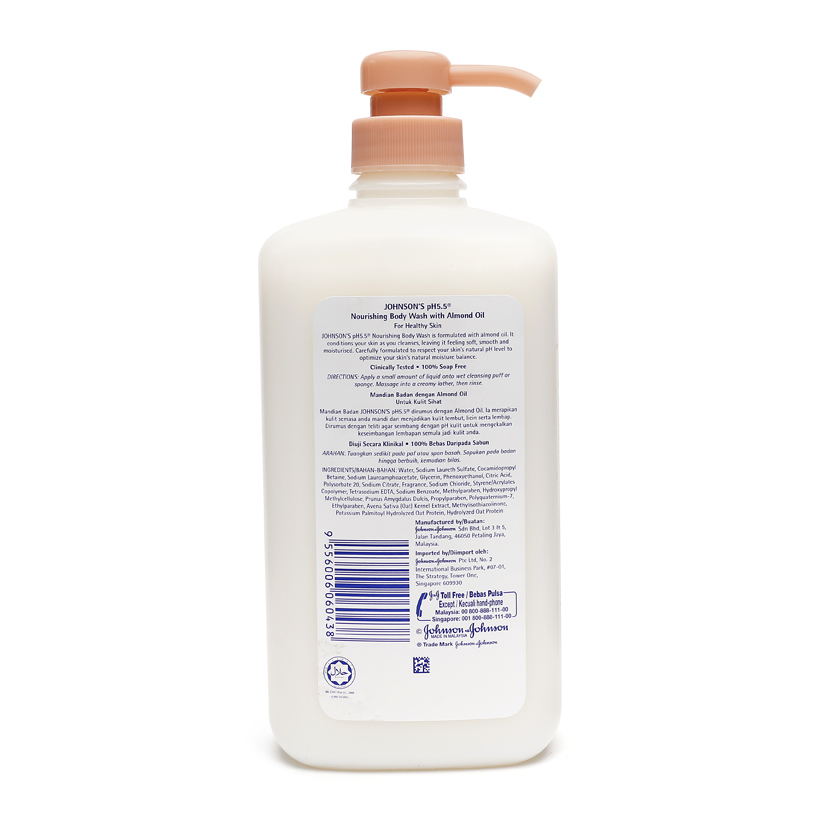 JOHNSON'S pH5.5®
Nourishing Body Wash with Almond Oil
For Healthy Skin
JOHNSON'S pH5.5® Nourishing Body Wash is formulated with almond oil. It
conditions your skin as you cleanses, leaving it feeling soft, smooth and
moisturised. Carefully formulated to respect your skin's natural pH level to
optimize your skin's natural moisture balance.
Clinically Tested • 100% Soap Free
DIRECTIONS: Apply a small amount of liquid onto wet cleansing puff or
sponge. Massage into a creamy lather, then rinse.
Mandian Badan dengan Almond Oil
Untuk Kulit Sihat
Mandian Badan JOHNSON'S pH5.5® dirumus dengan Almond Oil. Ia merapikan
kulit semasa anda mandi dan menjadikan kulit lembut, licin serta lembap.
Dirumus dengan teliti agar seimbang dengan pH kulit untuk mengekalkan
keseimbangan lembapan semula jadi kulit anda.
Diuji Secara Klinikal • 100% Bebas Daripada Sabun
ARAHAN: Tuangkan sedikit pada paf atau span basah. Sapukan pada badan
hingga berbuih, kemudian bilas.
INGREDIENTS/BAHAN-BAHAN: Water, Sodium Laureth Sulfate, Cocamidopropyl
Betaine, Sodium Lauroamphoacetate, Glycerin, Phenoxyethanol, Citric Acid,
Polysorbate 20, Sodium Citrate, Fragrance, Sodium Chloride, Styrene/Acrylates
Copolymer, Tetrasodium EDTA, Sodium Benzoate, Methylparaben, Hydroxypropyl
Methylcellulose, Prunus Amygdalus Dulcis, Propylparaben, Polyquaternium-7,
Ethylparaben, Avena Sativa (Oat) Kernel Extract, Methylisothiazolinone,
Potassium Palmitoyl Hydrolyzed Oat Protein, Hydrolyzed Oat Protein
Manufactured by/Buatan:
Johnson & Johnson Sdn Bhd, Lot 3 & 5,
Jalan Tandang, 46050 Petaling Jaya,
Malaysia.
Imported by/Diimport oleh:
Johnson & Johnson Pte Ltd, No. 2
International Business Park, #07-01,
The Strategy, Tower One,
Singapore 609930
J&J Toll Free / Bebas Pulsa
Except / Kecuali hand-phone
Malaysia: 00 800-888-111-00
Singapore: 001 800-888-111-00
© Johnson & Johnson
MADE IN MALAYSIA
® Trade Mark Johnson & Johnson
9 556006 060438
حلال